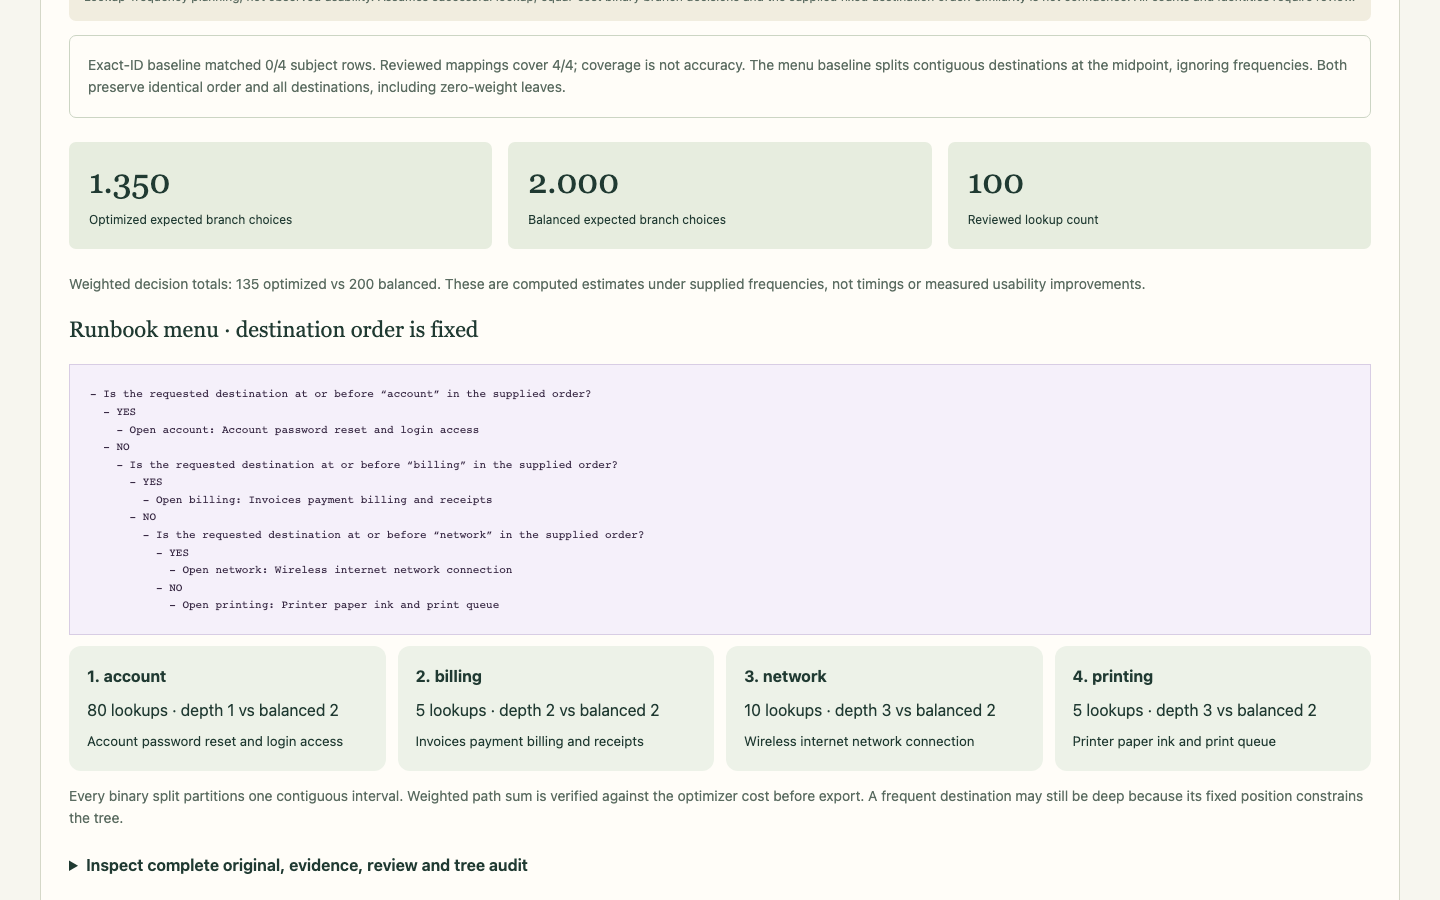 Exact-ID baseline matched 0/4 subject rows. Reviewed mappings cover 4/4; coverage is not accuracy. The menu baseline splits contiguous destinations at the midpoint, ignoring frequencies. Both
preserve identical order and all destinations, including zero-weight leaves.
1.350
Optimized expected branch choices
2.000
Balanced expected branch choices
100
Reviewed lookup count
Weighted decision totals: 135 optimized vs 200 balanced. These are computed estimates under supplied frequencies, not timings or measured usability improvements.
Runbook menu · destination order is fixed
- Is the requested destination at or before “account” in the supplied order?
- YES
- Open account: Account password reset and login access
- NO
- Is the requested destination at or before “billing” in the supplied order?
- YES
- Open billing: Invoices payment billing and receipts
- NO
- Is the requested destination at or before “network” in the supplied order?
- YES
- Open network: Wireless internet network connection
- NO
- Open printing: Printer paper ink and print queue
1. account
80 lookups · depth 1 vs balanced 2
Account password reset and login access
2. billing
5 lookups · depth 2 vs balanced 2
Invoices payment billing and receipts
3. network
10 lookups · depth 3 vs balanced 2
Wireless internet network connection
4. printing
5 lookups · depth 3 vs balanced 2
Printer paper ink and print queue
Every binary split partitions one contiguous interval. Weighted path sum is verified against the optimizer cost before export. A frequent destination may still be deep because its fixed position constrains
the tree.
▶ Inspect complete original, evidence, review and tree audit